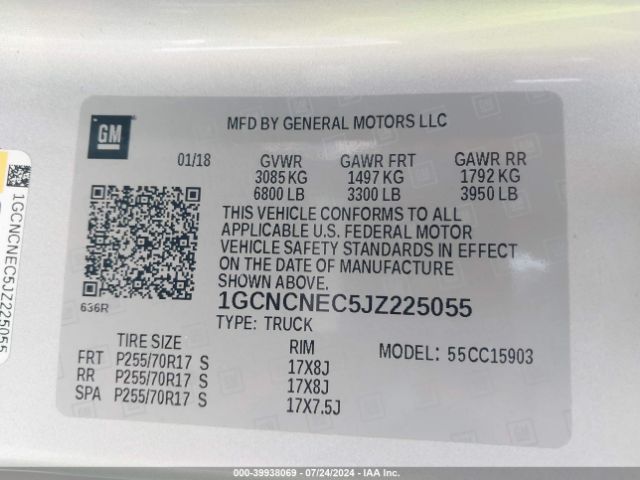 GM
MFD BY GENERAL MOTORS LLC
01/18 GVWR GAWR FRT GAWR RR
3085 KG 1497 KG 1792 KG
6800 LB 3300 LB 3950 LB
THIS VEHICLE CONFORMS TO ALL
APPLICABLE U.S. FEDERAL MOTOR
VEHICLE SAFETY STANDARDS IN EFFECT
ON THE DATE OF MANUFACTURE
SHOWN ABOVE.
636R
1GCNCNEC5JZ225055
TYPE: TRUCK
TIRE SIZE RIM MODEL: 55CC15903
FRT P255/70R17 S 17X8J
RR P255/70R17 S 17X8J
SPA P255/70R17 S 17X7.5J
1GCNCNEC5JZ225055
000-39938069 - 07/24/2024 - IAA Inc.